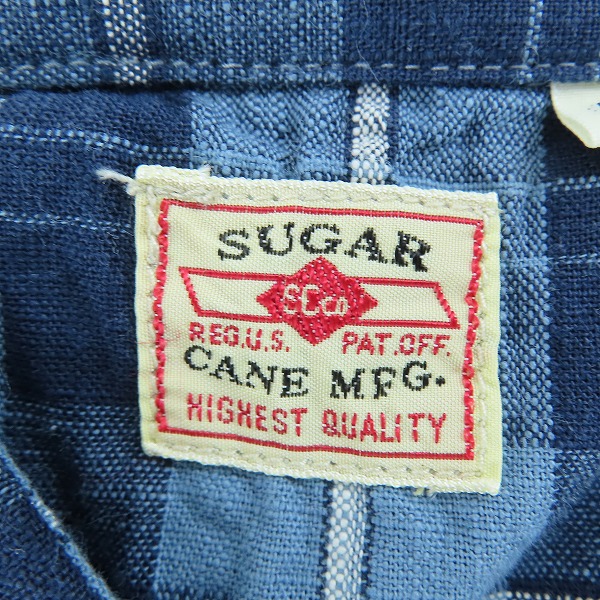 SUGAR
SCCO
REG.U.S. PAT.OFF.
CANE MFG.
HIGHEST QUALITY